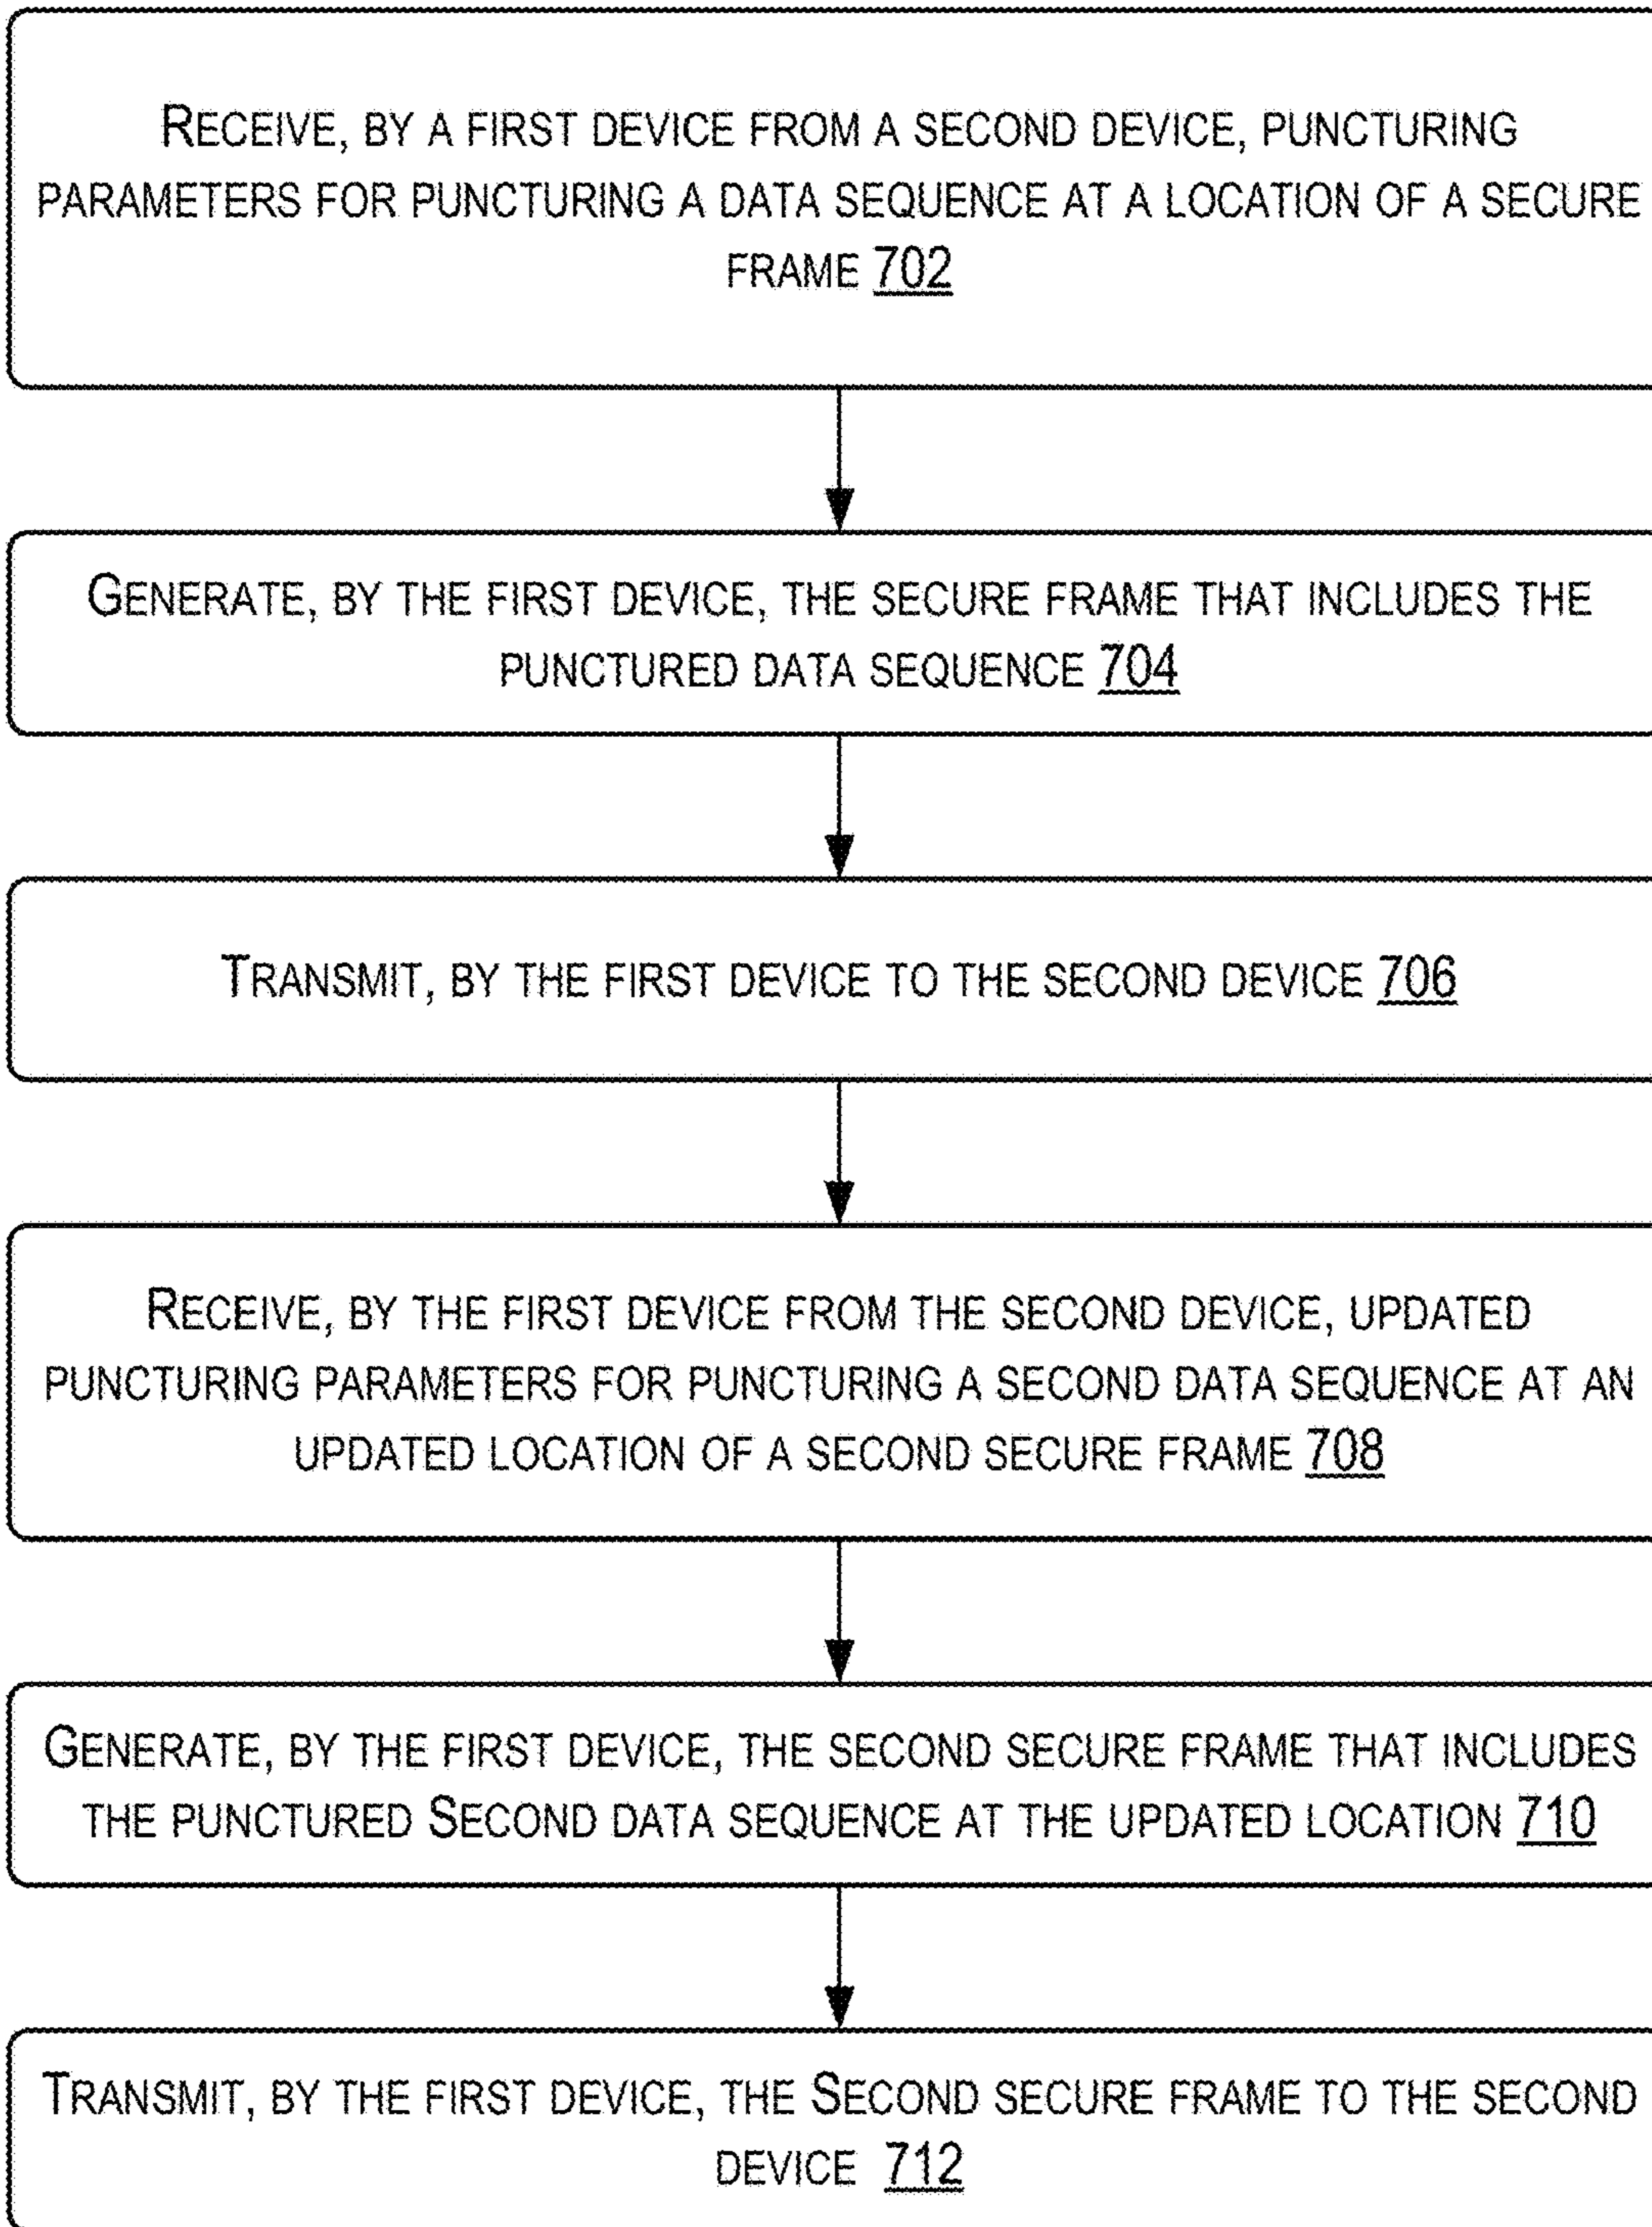 RECEIVE, BY A FIRST DEVICE FROM A SECOND DEVICE, PUNCTURING
PARAMETERS FOR PUNCTURING A DATA SEQUENCE AT A LOCATION OF A SECURE
FRAME 702
GENERATE, BY THE FIRST DEVICE, THE SECURE FRAME THAT INCLUDES THE
PUNCTURED DATA SEQUENCE 704
TRANSMIT, BY THE FIRST DEVICE TO THE SECOND DEVICE 706
RECEIVE, BY THE FIRST DEVICE FROM THE SECOND DEVICE, UPDATED
PUNCTURING PARAMETERS FOR PUNCTURING A SECOND DATA SEQUENCE AT AN
UPDATED LOCATION OF A SECOND SECURE FRAME 708
GENERATE, BY THE FIRST DEVICE, THE SECOND SECURE FRAME THAT INCLUDES
THE PUNCTURED SECOND DATA SEQUENCE AT THE UPDATED LOCATION 710
TRANSMIT, BY THE FIRST DEVICE, THE SECOND SECURE FRAME TO THE SECOND
DEVICE 712